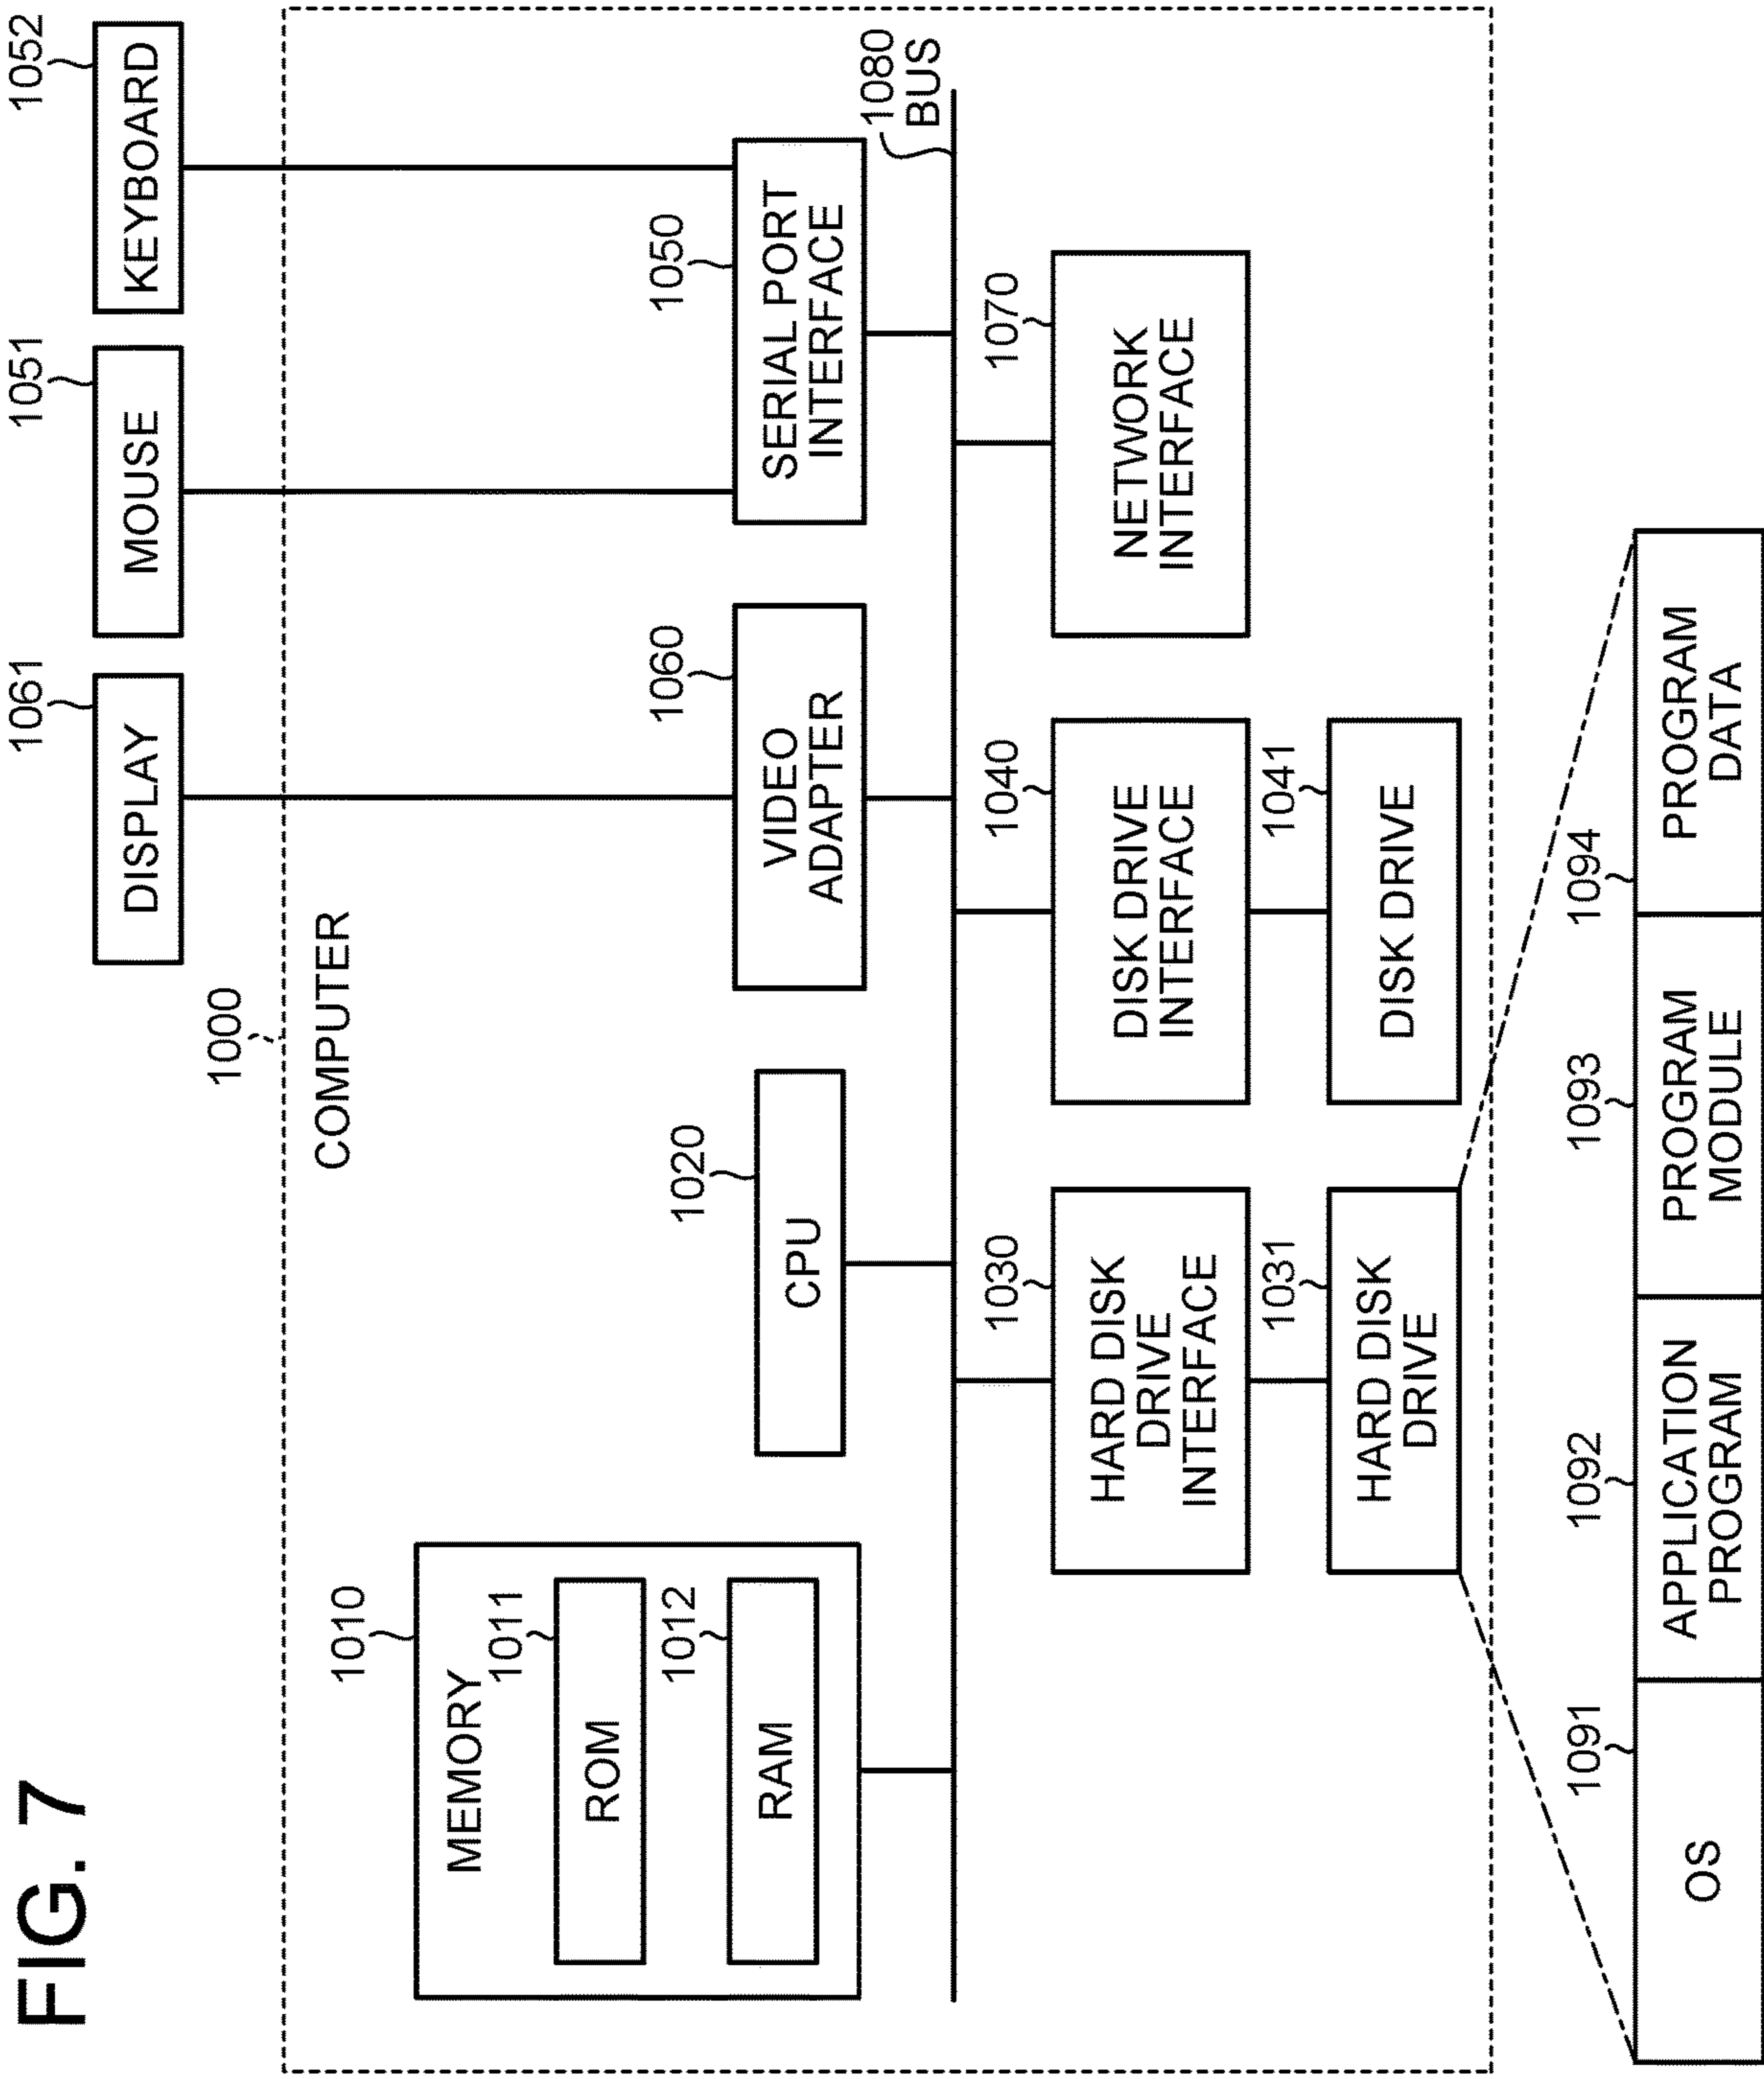 FIG. 7
1061
1051
1052
DISPLAY
MOUSE
KEYBOARD
1000
COMPUTER
1010
MEMORY
1011
ROM
1012
RAM
1020
CPU
1060
VIDEO
ADAPTER
1050
SERIAL PORT
INTERFACE
1080
BUS
1030
HARD DISK
DRIVE
INTERFACE
1040
DISK DRIVE
INTERFACE
1070
NETWORK
INTERFACE
1031
HARD DISK
DRIVE
1041
DISK DRIVE
1091
OS
1092
APPLICATION
PROGRAM
1093
PROGRAM
MODULE
1094
PROGRAM
DATA